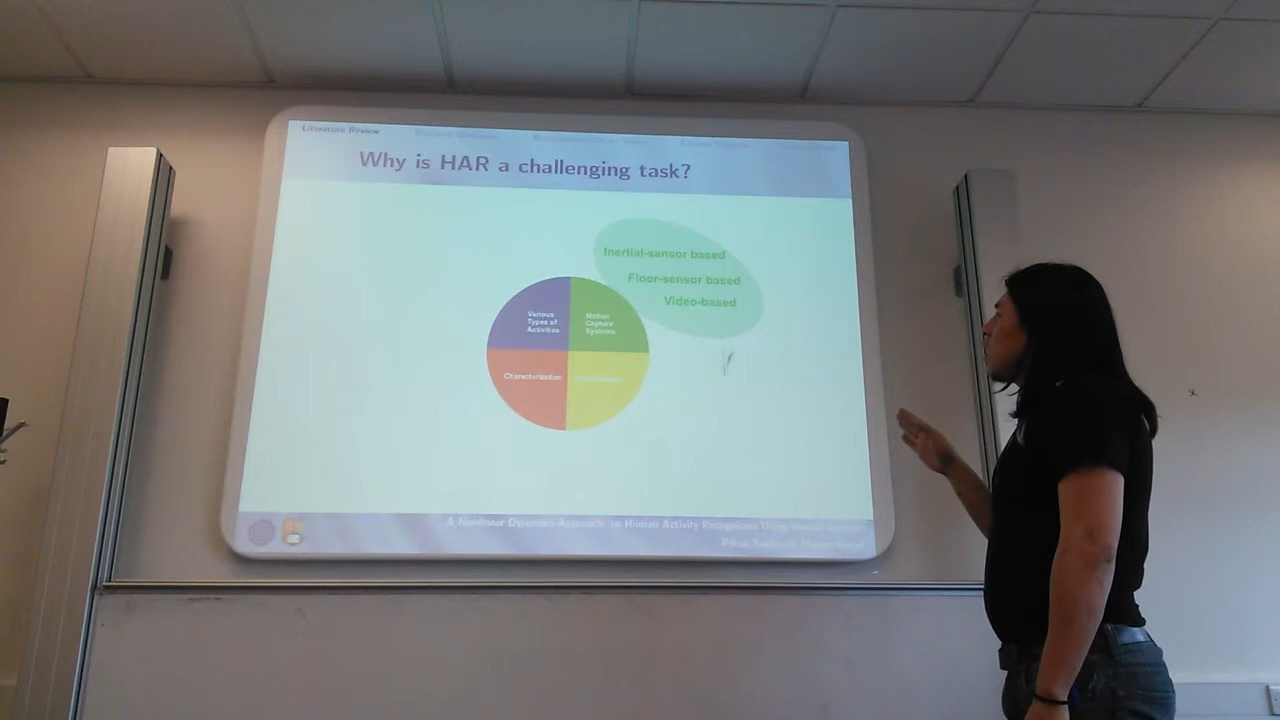 Literature Review
Why is HAR a challenging task?
Inertial-sensor based
Floor-sensor based
Video-based
Various
Types of
Activities
Motion
Capture
Systems
Characterization
A Nonlinear Dynamics Approach to Human Activity Recognition Using